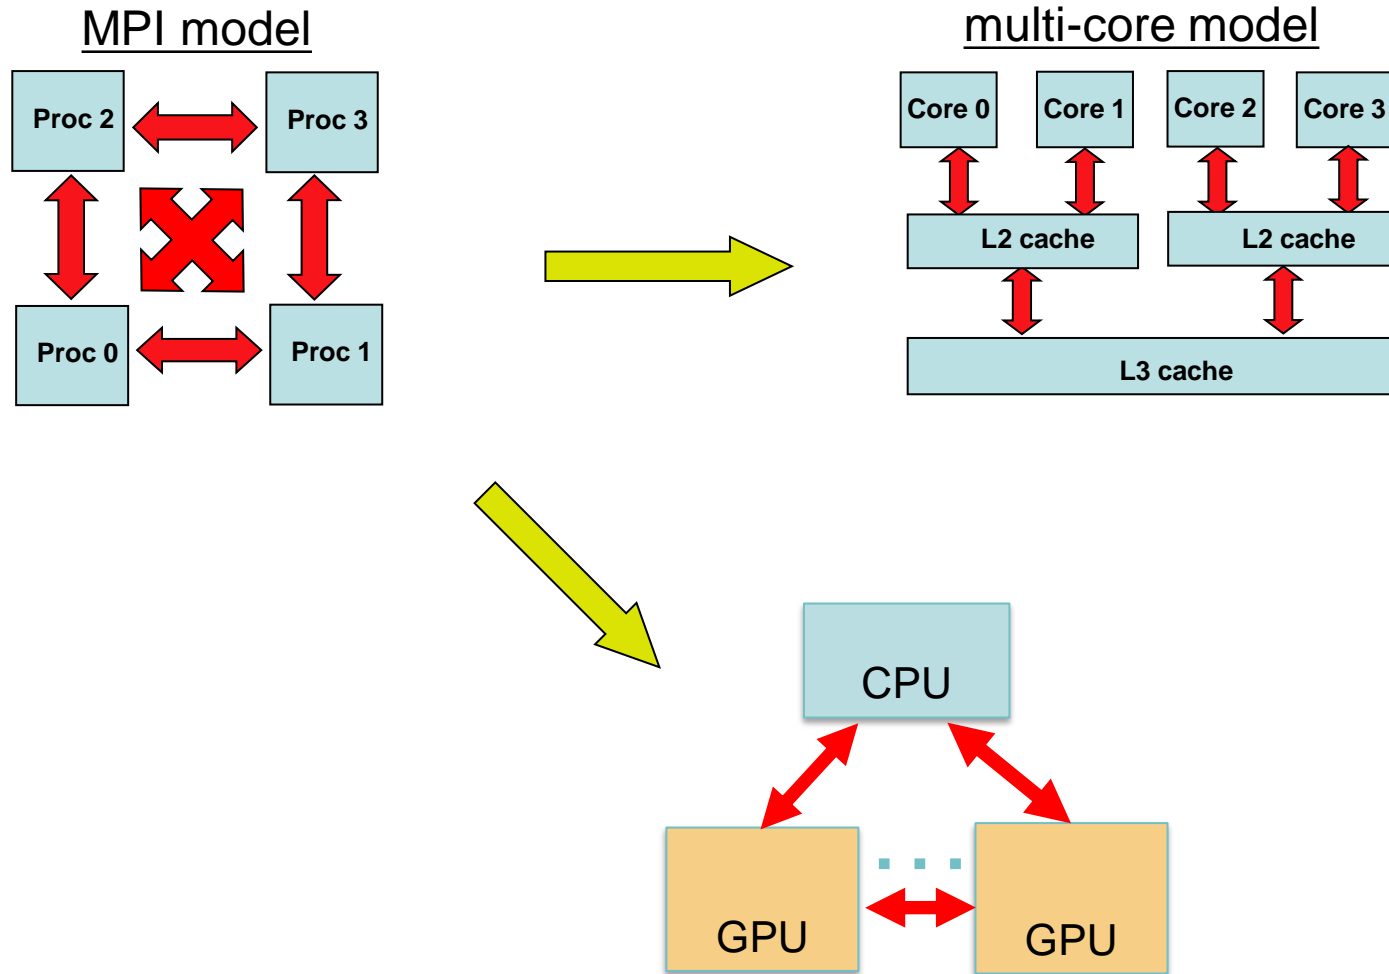 MPI model
multi-core model
Proc 2
Proc 3
Proc 0
Proc 1
Core 0
Core 1
Core 2
Core 3
L2 cache
L2 cache
L3 cache
CPU
GPU
GPU